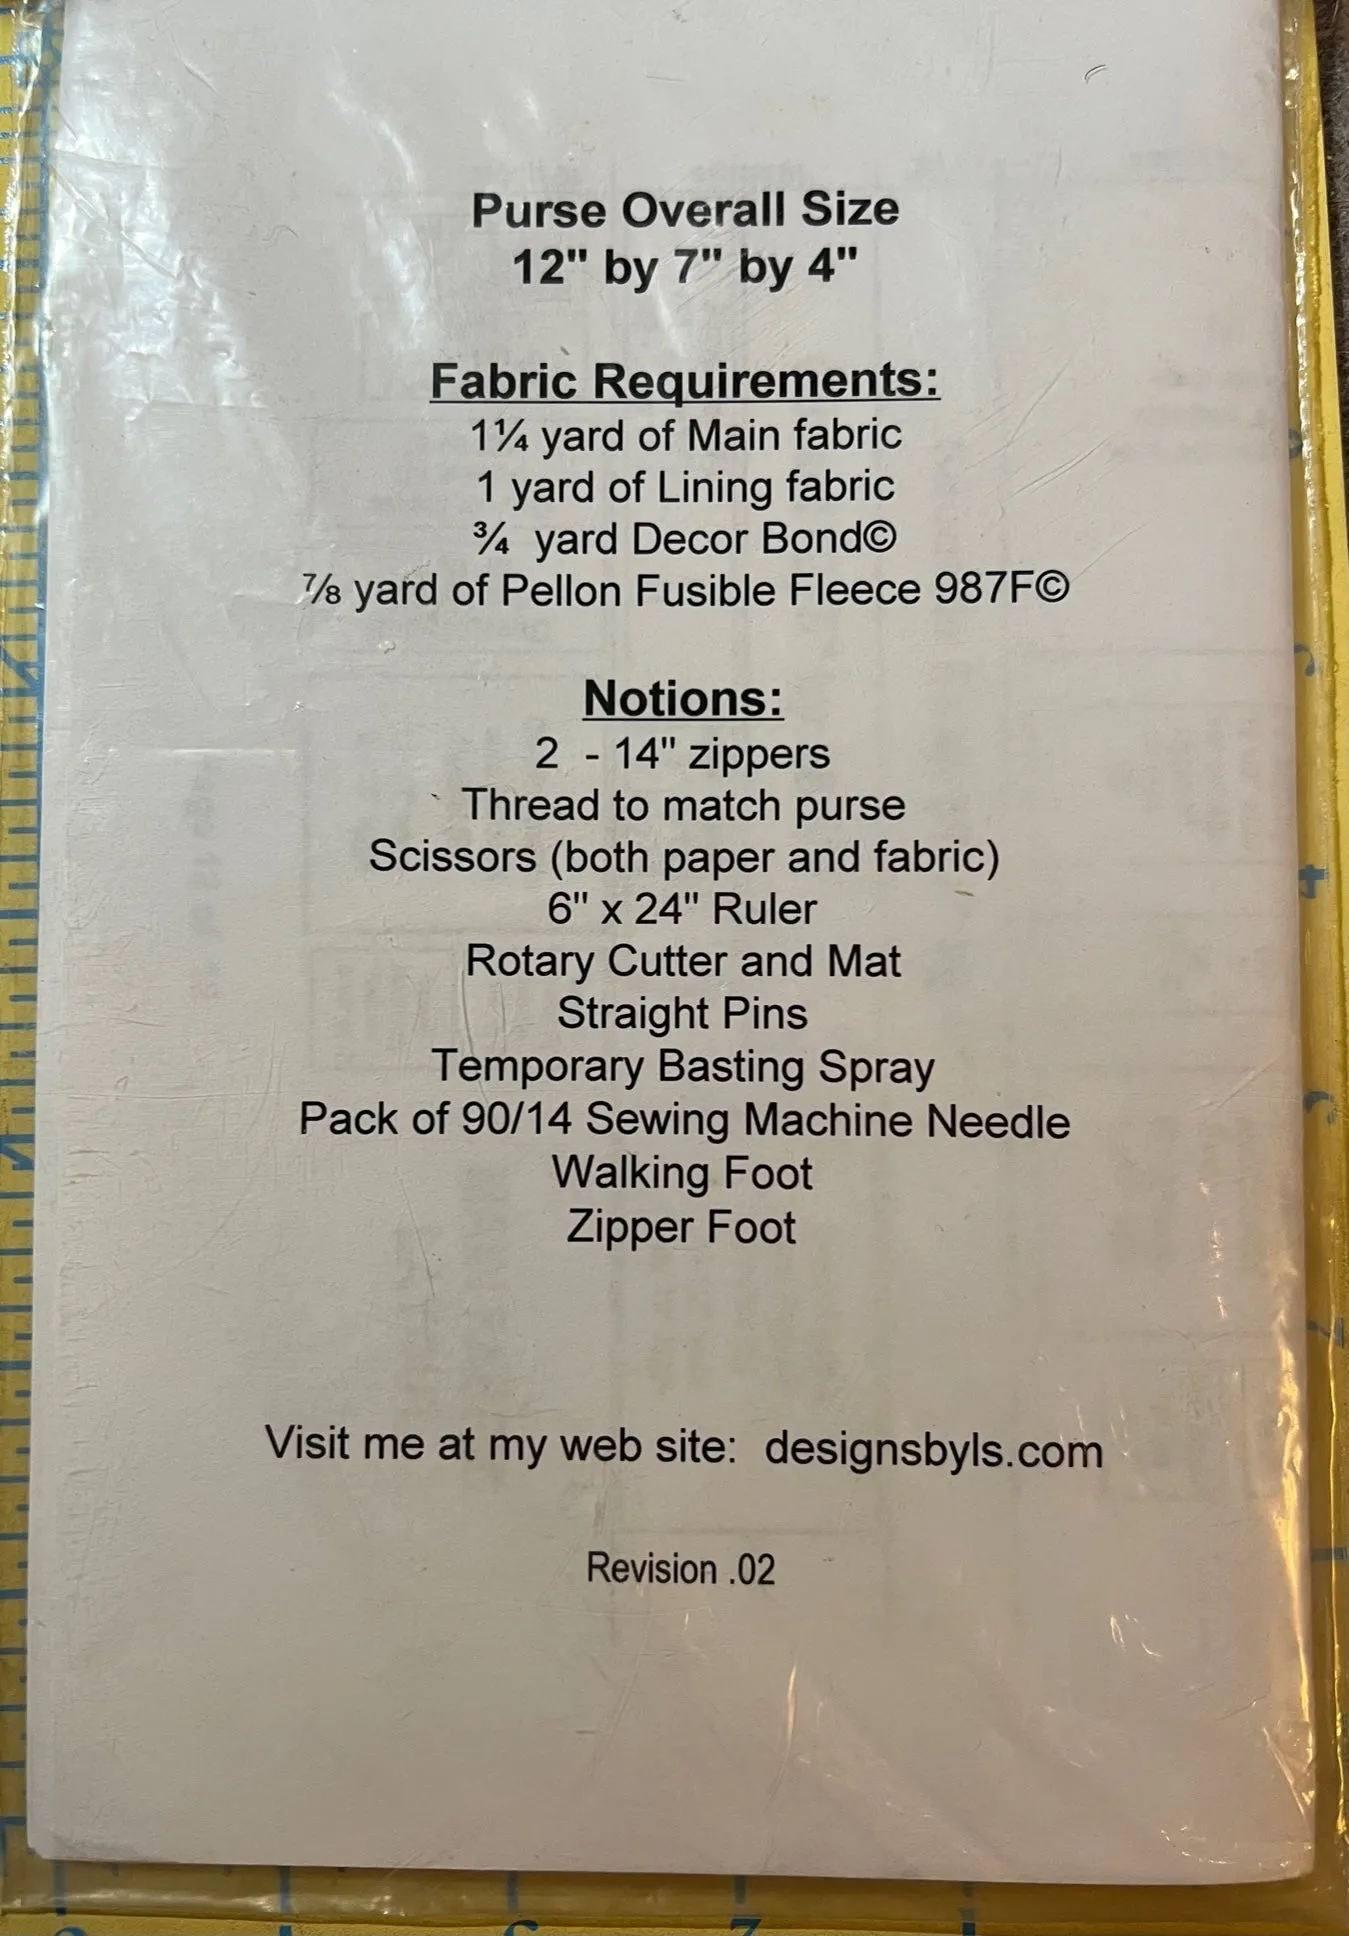 Purse Overall Size
12" by 7" by 4"
Fabric Requirements:
1¼ yard of Main fabric
1 yard of Lining fabric
¾ yard Decor Bond©
⅞ yard of Pellon Fusible Fleece 987F©
Notions:
2 - 14" zippers
Thread to match purse
Scissors (both paper and fabric)
6" x 24" Ruler
Rotary Cutter and Mat
Straight Pins
Temporary Basting Spray
Pack of 90/14 Sewing Machine Needle
Walking Foot
Zipper Foot
Visit me at my web site: designsbyls.com
Revision .02